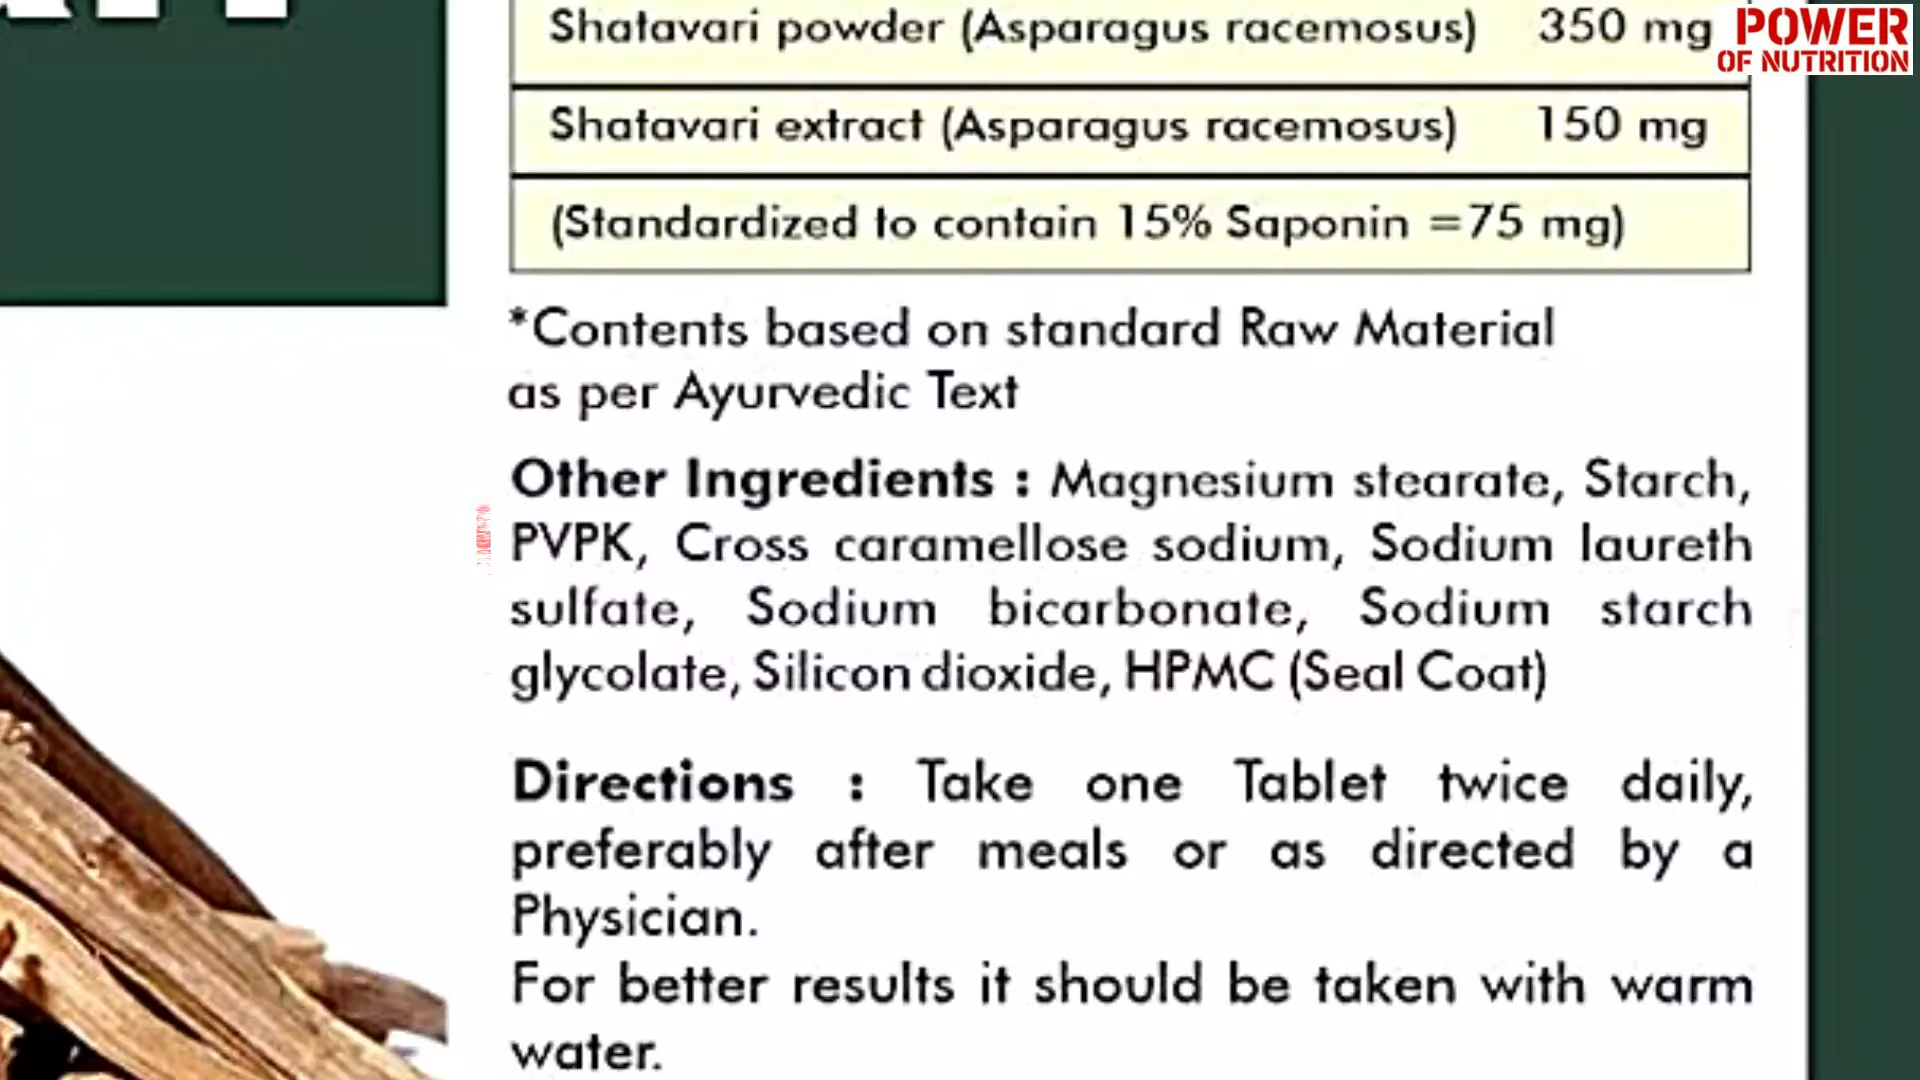 Shatavari powder (Asparagus racemosus) 350 mg
POWER
OF NUTRITION
Shatavari extract (Asparagus racemosus) 150 mg
(Standardized to contain 15% Saponin =75 mg)
*Contents based on standard Raw Material
as per Ayurvedic Text
Other Ingredients : Magnesium stearate, Starch,
PVPK, Cross caramellose sodium, Sodium laureth
sulfate, Sodium bicarbonate, Sodium starch
glycolate, Silicon dioxide, HPMC (Seal Coat)
Directions : Take one Tablet twice daily,
preferably after meals or as directed by a
Physician.
For better results it should be taken with warm
water.